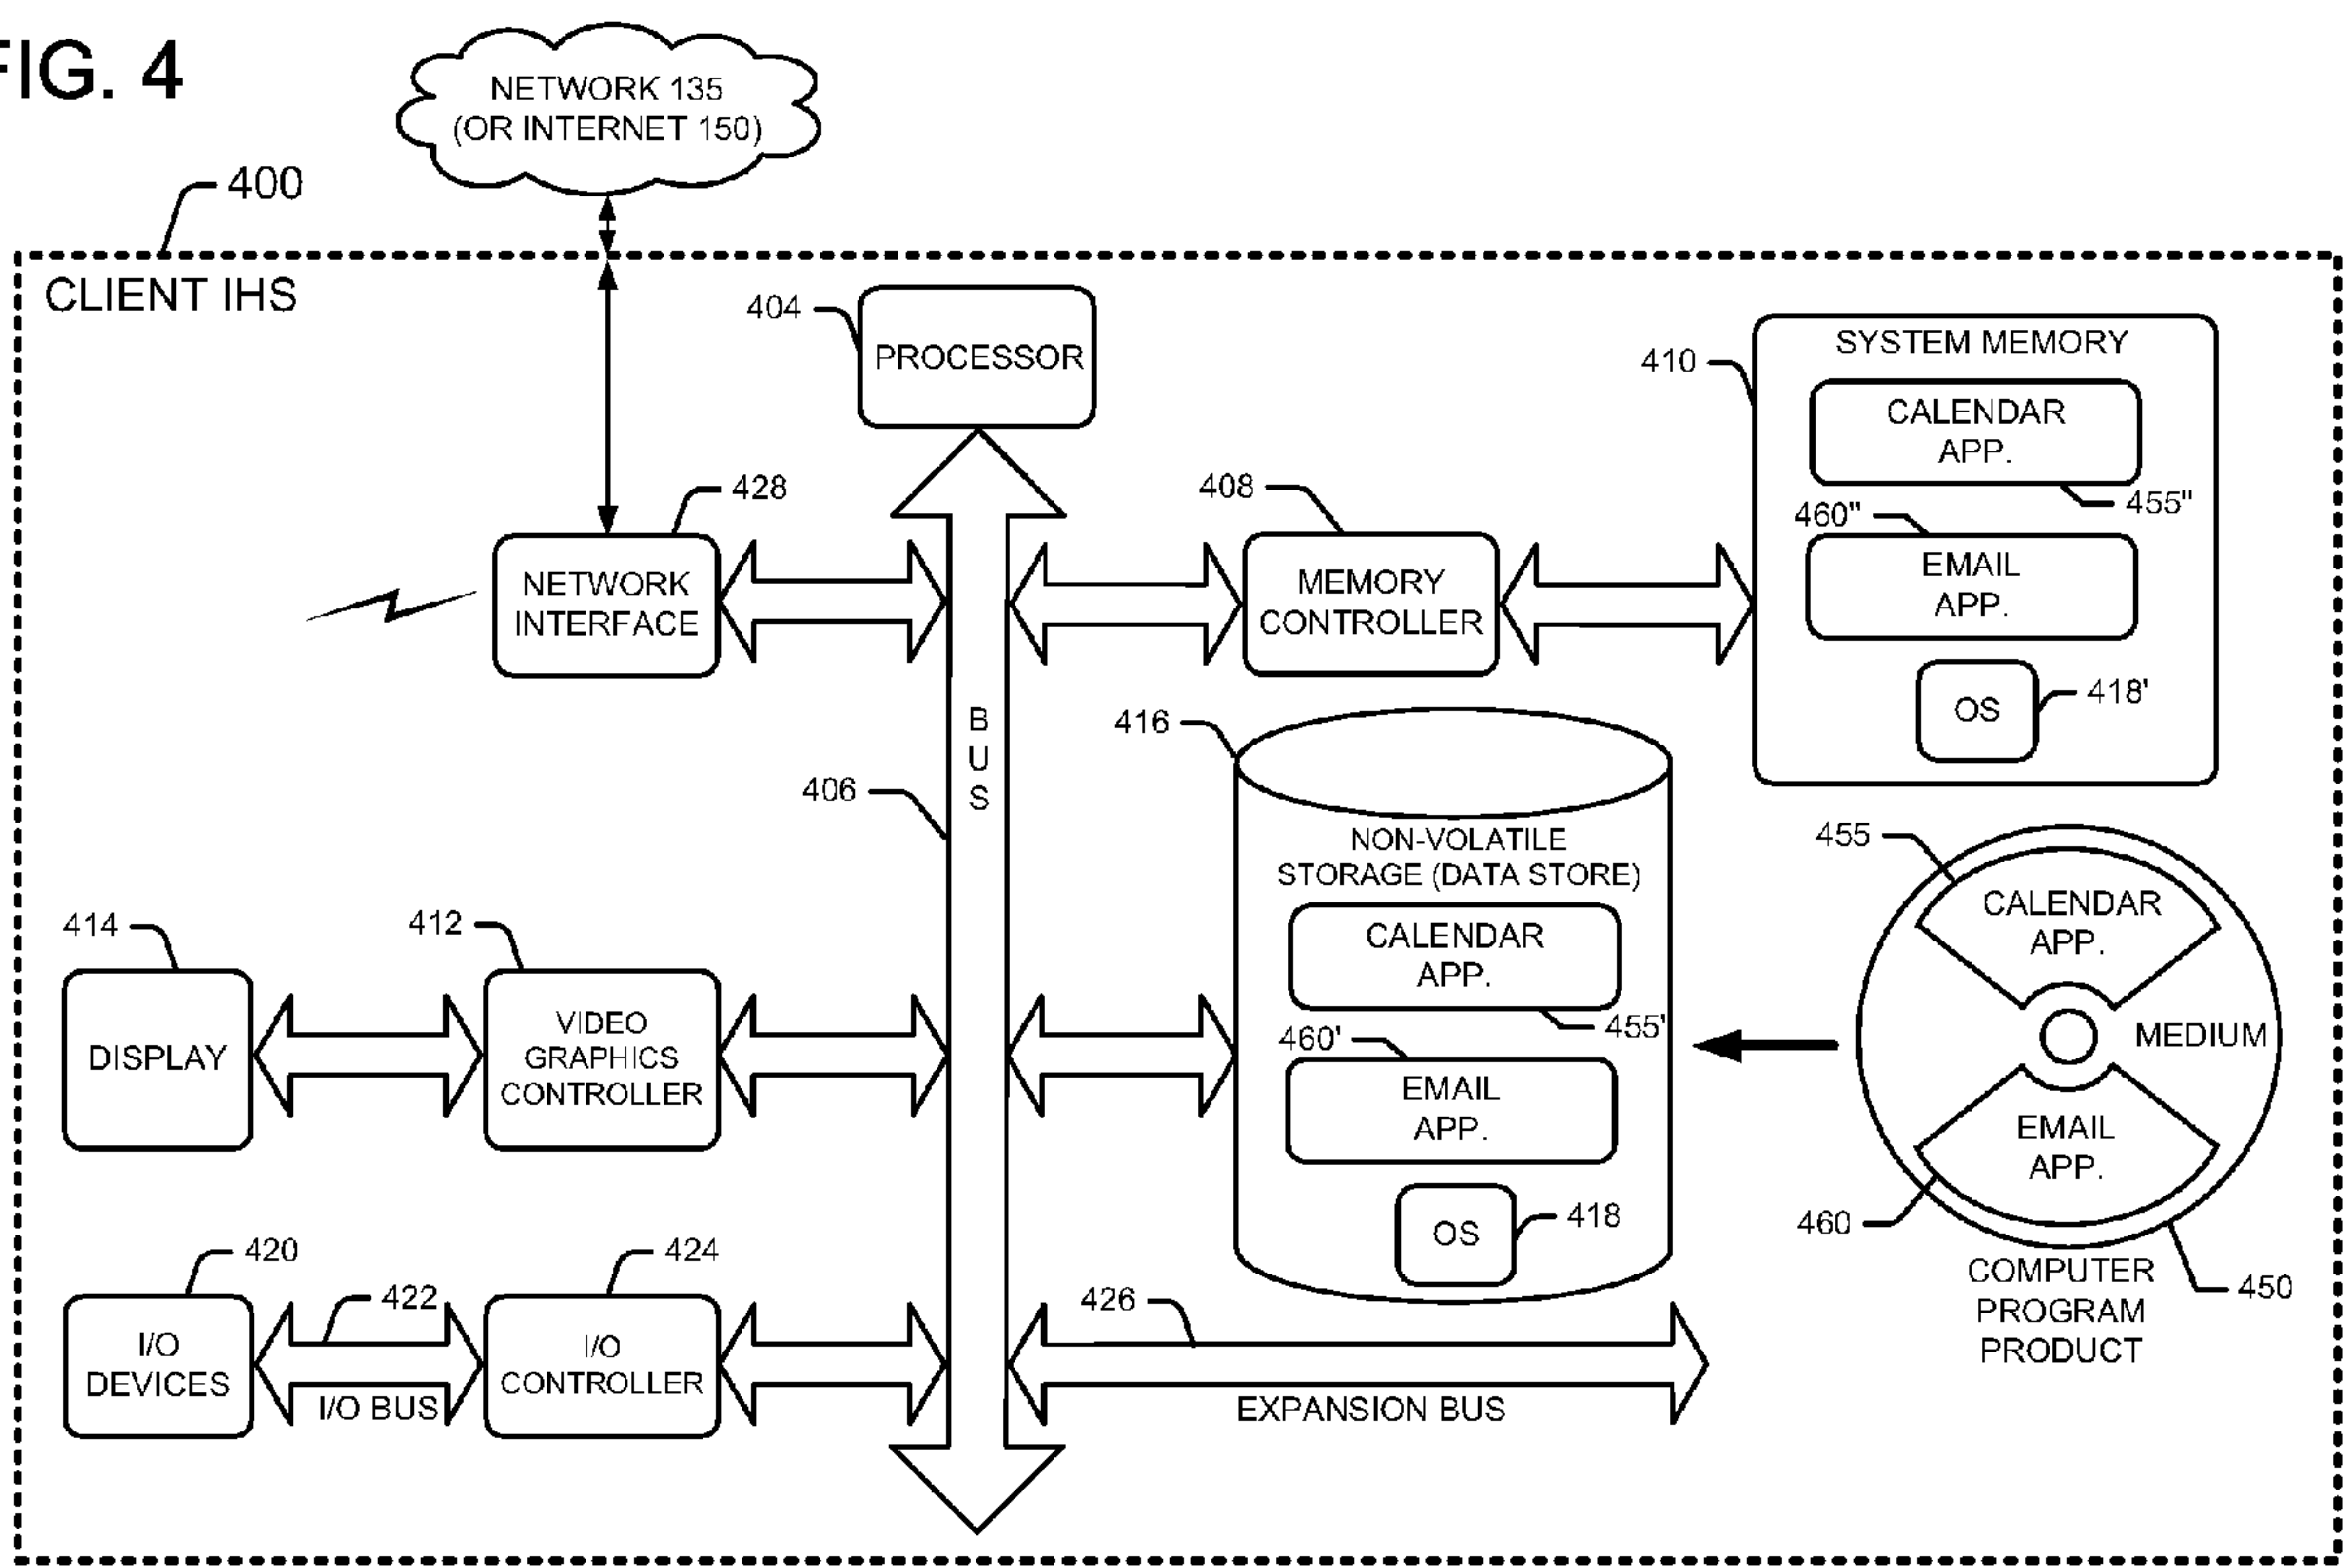 FIG. 4
NETWORK 135
(OR INTERNET 150)
400
CLIENT IHS
404
PROCESSOR
410
SYSTEM MEMORY
CALENDAR
APP.
455"
460"
EMAIL
APP.
OS
418'
428
NETWORK
INTERFACE
408
MEMORY
CONTROLLER
BUS
406
416
NON-VOLATILE
STORAGE (DATA STORE)
CALENDAR
APP.
455'
460'
EMAIL
APP.
OS
418
455
CALENDAR
APP.
MEDIUM
EMAIL
APP.
460
450
COMPUTER
PROGRAM
PRODUCT
414
DISPLAY
412
VIDEO
GRAPHICS
CONTROLLER
420
I/O
DEVICES
422
I/O BUS
424
I/O
CONTROLLER
426
EXPANSION BUS